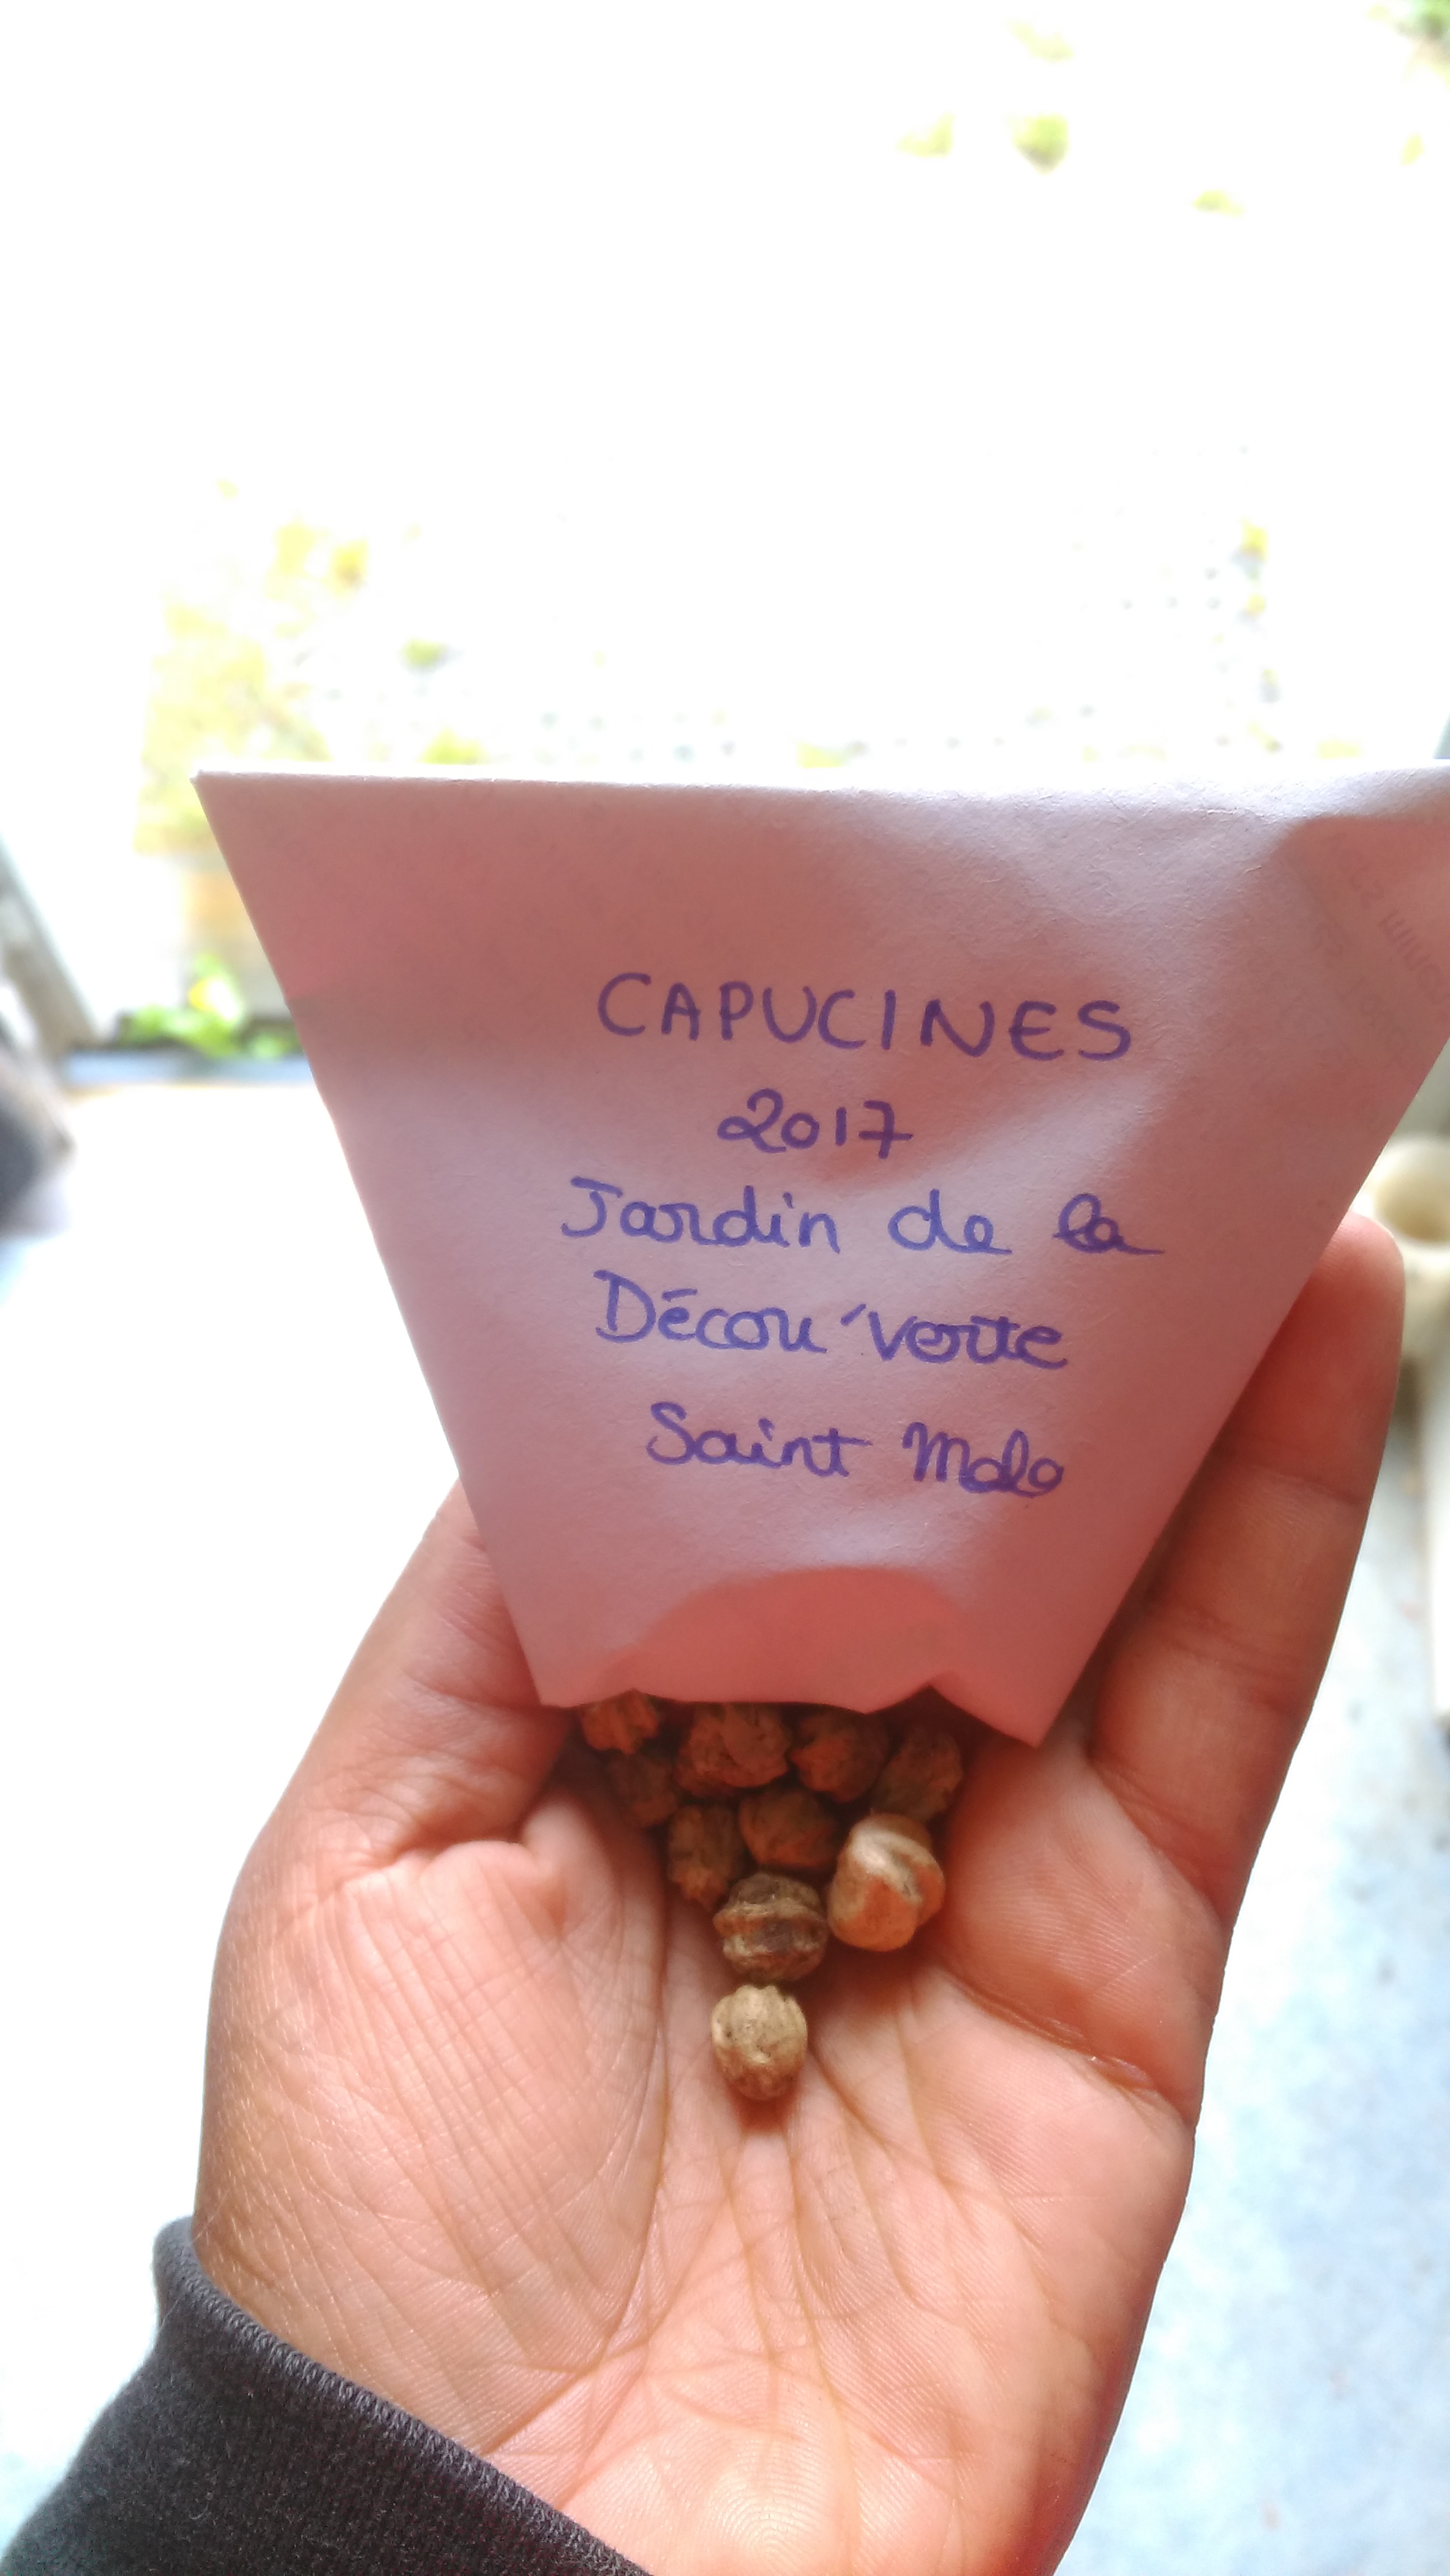 CAPUCINES
2017
Jardin de la
Décou'verte
Saint Malo